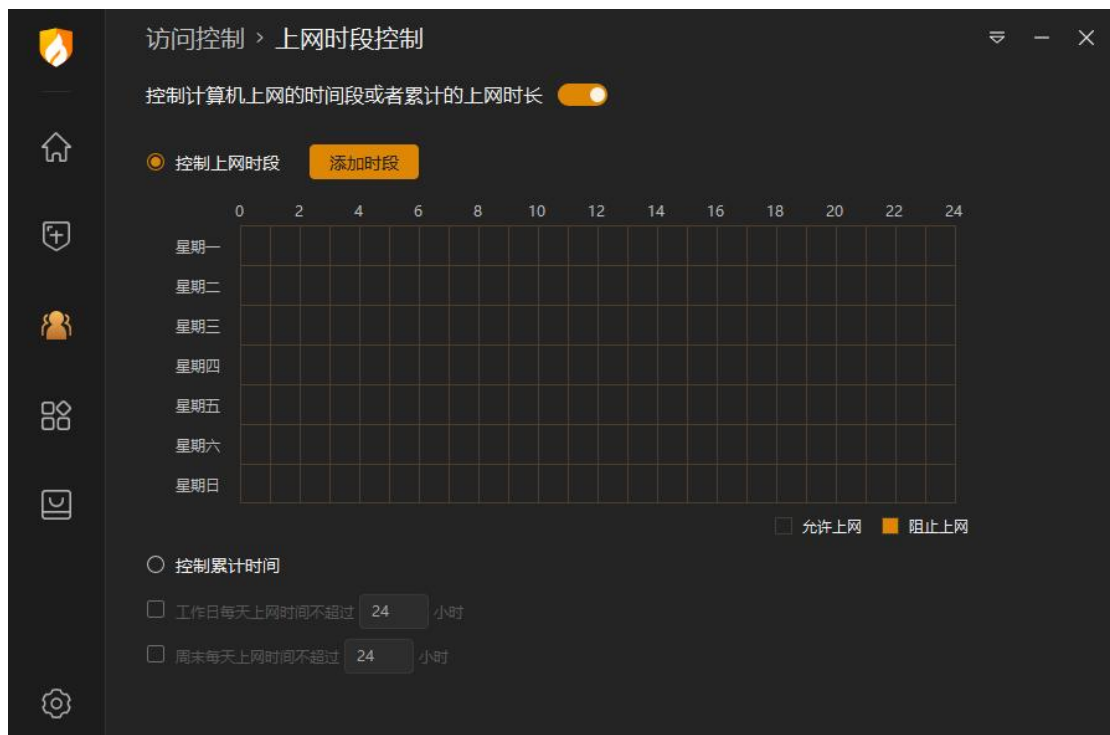 访问控制 > 上网时段控制
控制计算机上网的时间段或者累计的上网时长
控制上网时段 添加时段
0 2 4 6 8 10 12 14 16 18 20 22 24
星期一
星期二
星期三
星期四
星期五
星期六
星期日
允许上网 阻止上网
控制累计时间
工作日每天上网时间不超过 24 小时
周末每天上网时间不超过 24 小时